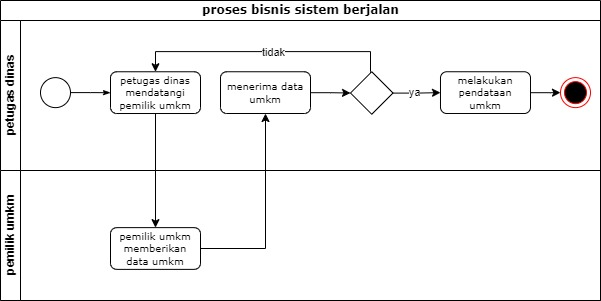 proses bisnis sistem berjalan
petugas dinas
tidak
petugas dinas
mendatangi
pemilik umkm
menerima data
umkm
ya
melakukan
pendataan
umkm
pemilik umkm
pemilik umkm
memberikan
data umkm